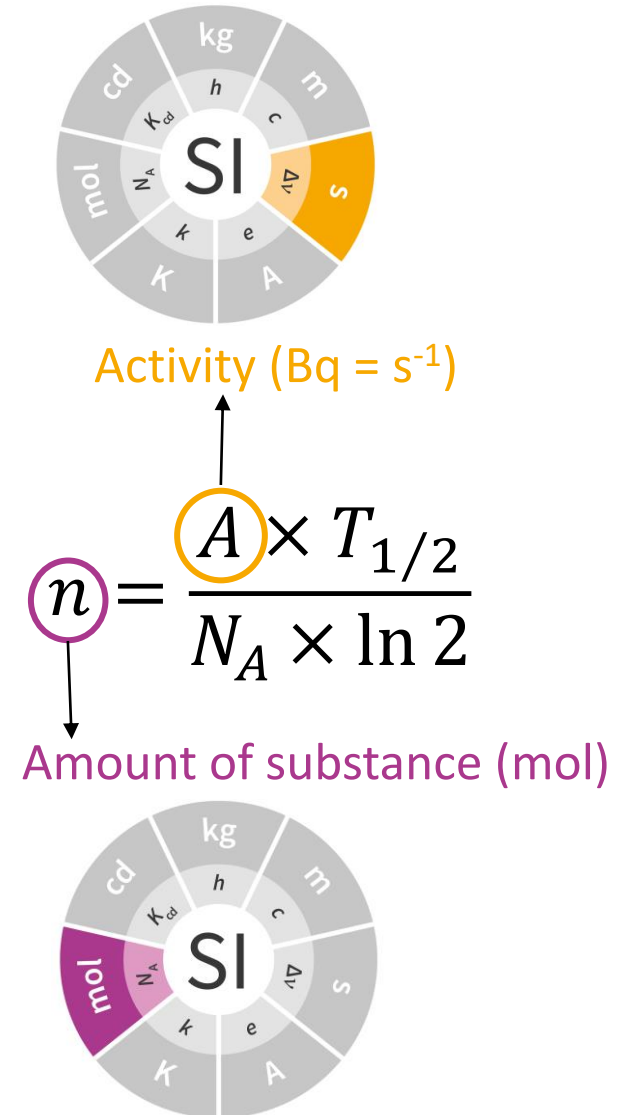 kg
cd
m
h
K_cd
c
SI
mol
N_A
Δν
s
k
e
K
A
Activity (Bq = s⁻¹)
n = A × T_1/2 / N_A × ln 2
Amount of substance (mol)
kg
cd
m
h
K_cd
c
SI
mol
N_A
Δν
s
k
e
K
A